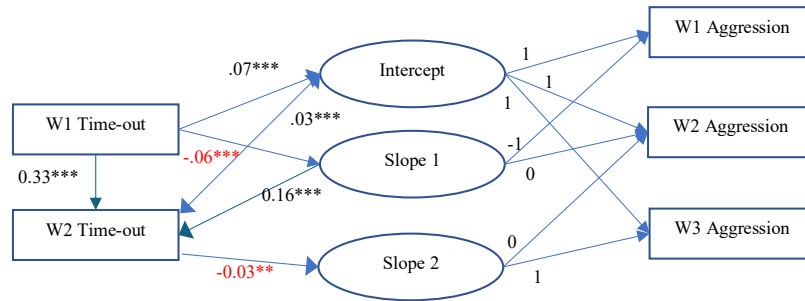 W1 Aggression
1
.07***
Intercept
1
1
.03***
W1 Time-out
W2 Aggression
-1
-.06***
Slope 1
0
0.33***
0.16***
W2 Time-out
W3 Aggression
0
Slope 2
-0.03**
1